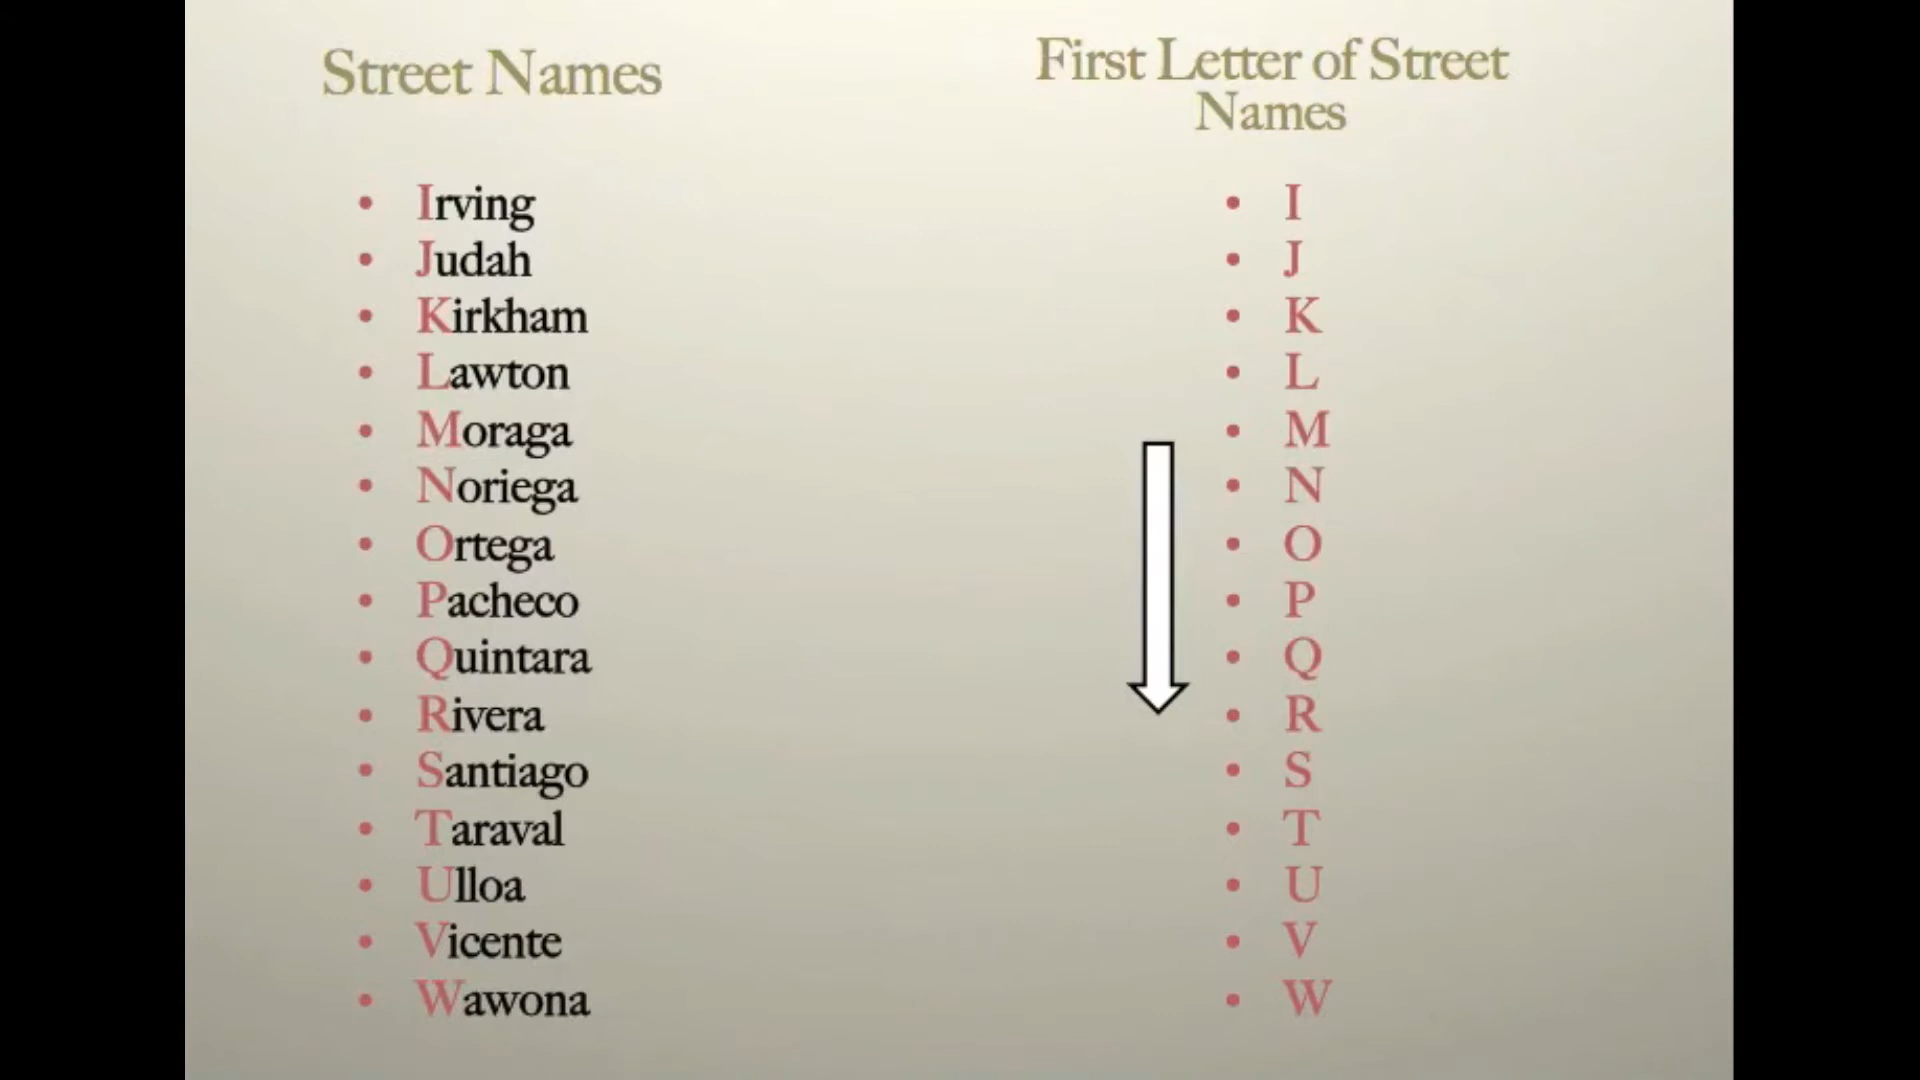 Street Names
• Irving
• Judah
• Kirkham
• Lawton
• Moraga
• Noriega
• Ortega
• Pacheco
• Quintara
• Rivera
• Santiago
• Taraval
• Ulloa
• Vicente
• Wawona
First Letter of Street
Names
• I
• J
• K
• L
• M
• N
• O
• P
• Q
• R
• S
• T
• U
• V
• W